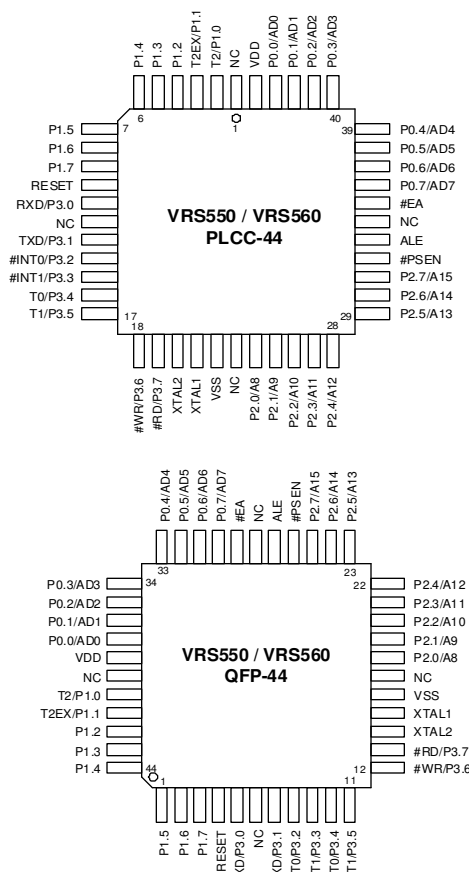 P1.4
P1.3
P1.2
T2EX/P1.1
T2/P1.0
NC
VDD
P0.0/AD0
P0.1/AD1
P0.2/AD2
P0.3/AD3
6
1
40
P1.5
P1.6
P1.7
RESET
RXD/P3.0
NC
TXD/P3.1
#INT0/P3.2
#INT1/P3.3
T0/P3.4
T1/P3.5
7
17
VRS550 / VRS560
PLCC-44
39
29
P0.4/AD4
P0.5/AD5
P0.6/AD6
P0.7/AD7
#EA
NC
ALE
#PSEN
P2.7/A15
P2.6/A14
P2.5/A13
18
28
#WR/P3.6
#RD/P3.7
XTAL2
XTAL1
VSS
NC
P2.0/A8
P2.1/A9
P2.2/A10
P2.3/A11
P2.4/A12
P0.4/AD4
P0.5/AD5
P0.6/AD6
P0.7/AD7
#EA
NC
ALE
#PSEN
P2.7/A15
P2.6/A14
P2.5/A13
33
23
P0.3/AD3
P0.2/AD2
P0.1/AD1
P0.0/AD0
VDD
NC
T2/P1.0
T2EX/P1.1
P1.2
P1.3
P1.4
34
44
VRS550 / VRS560
QFP-44
22
12
P2.4/A12
P2.3/A11
P2.2/A10
P2.1/A9
P2.0/A8
NC
VSS
XTAL1
XTAL2
#RD/P3.7
#WR/P3.6
1
11
P1.5
P1.6
P1.7
RESET
XD/P3.0
NC
XD/P3.1
T0/P3.2
T1/P3.3
T0/P3.4
T1/P3.5